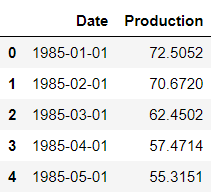 Date Production
0 1985-01-01 72.5052
1 1985-02-01 70.6720
2 1985-03-01 62.4502
3 1985-04-01 57.4714
4 1985-05-01 55.3151